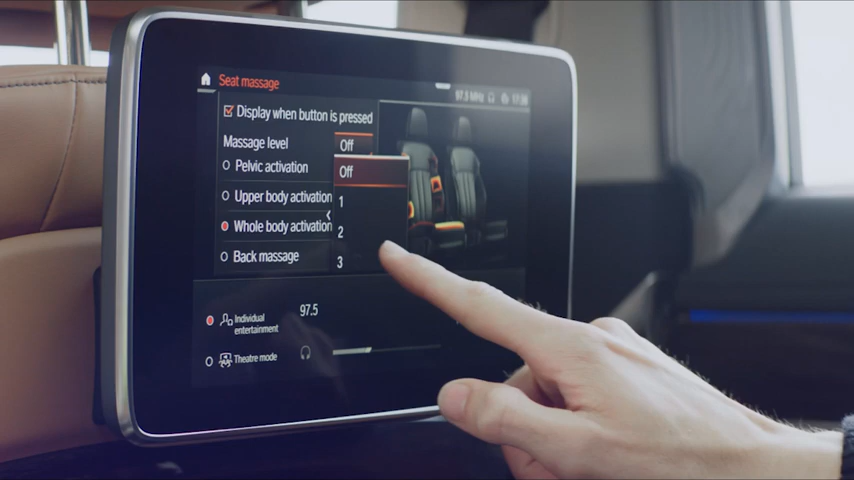 Seat massage
97.5 MHz
Display when button is pressed
Massage level
Off
Pelvic activation
Off
Upper body activation
1
Whole body activation
2
Back massage
3
Individual
entertainment
97.5
Theatre mode